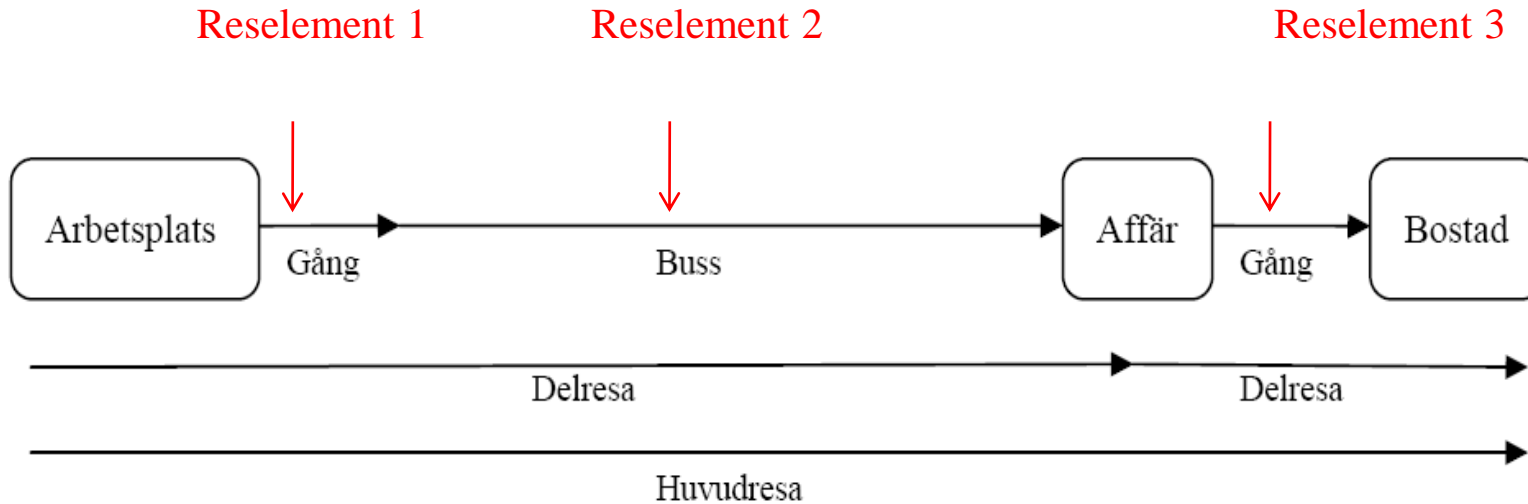 Reselement 1 Reselement 2 Reselement 3
Arbetsplats Affär Bostad
Gång Buss Gång
Delresa Delresa
Huvudresa